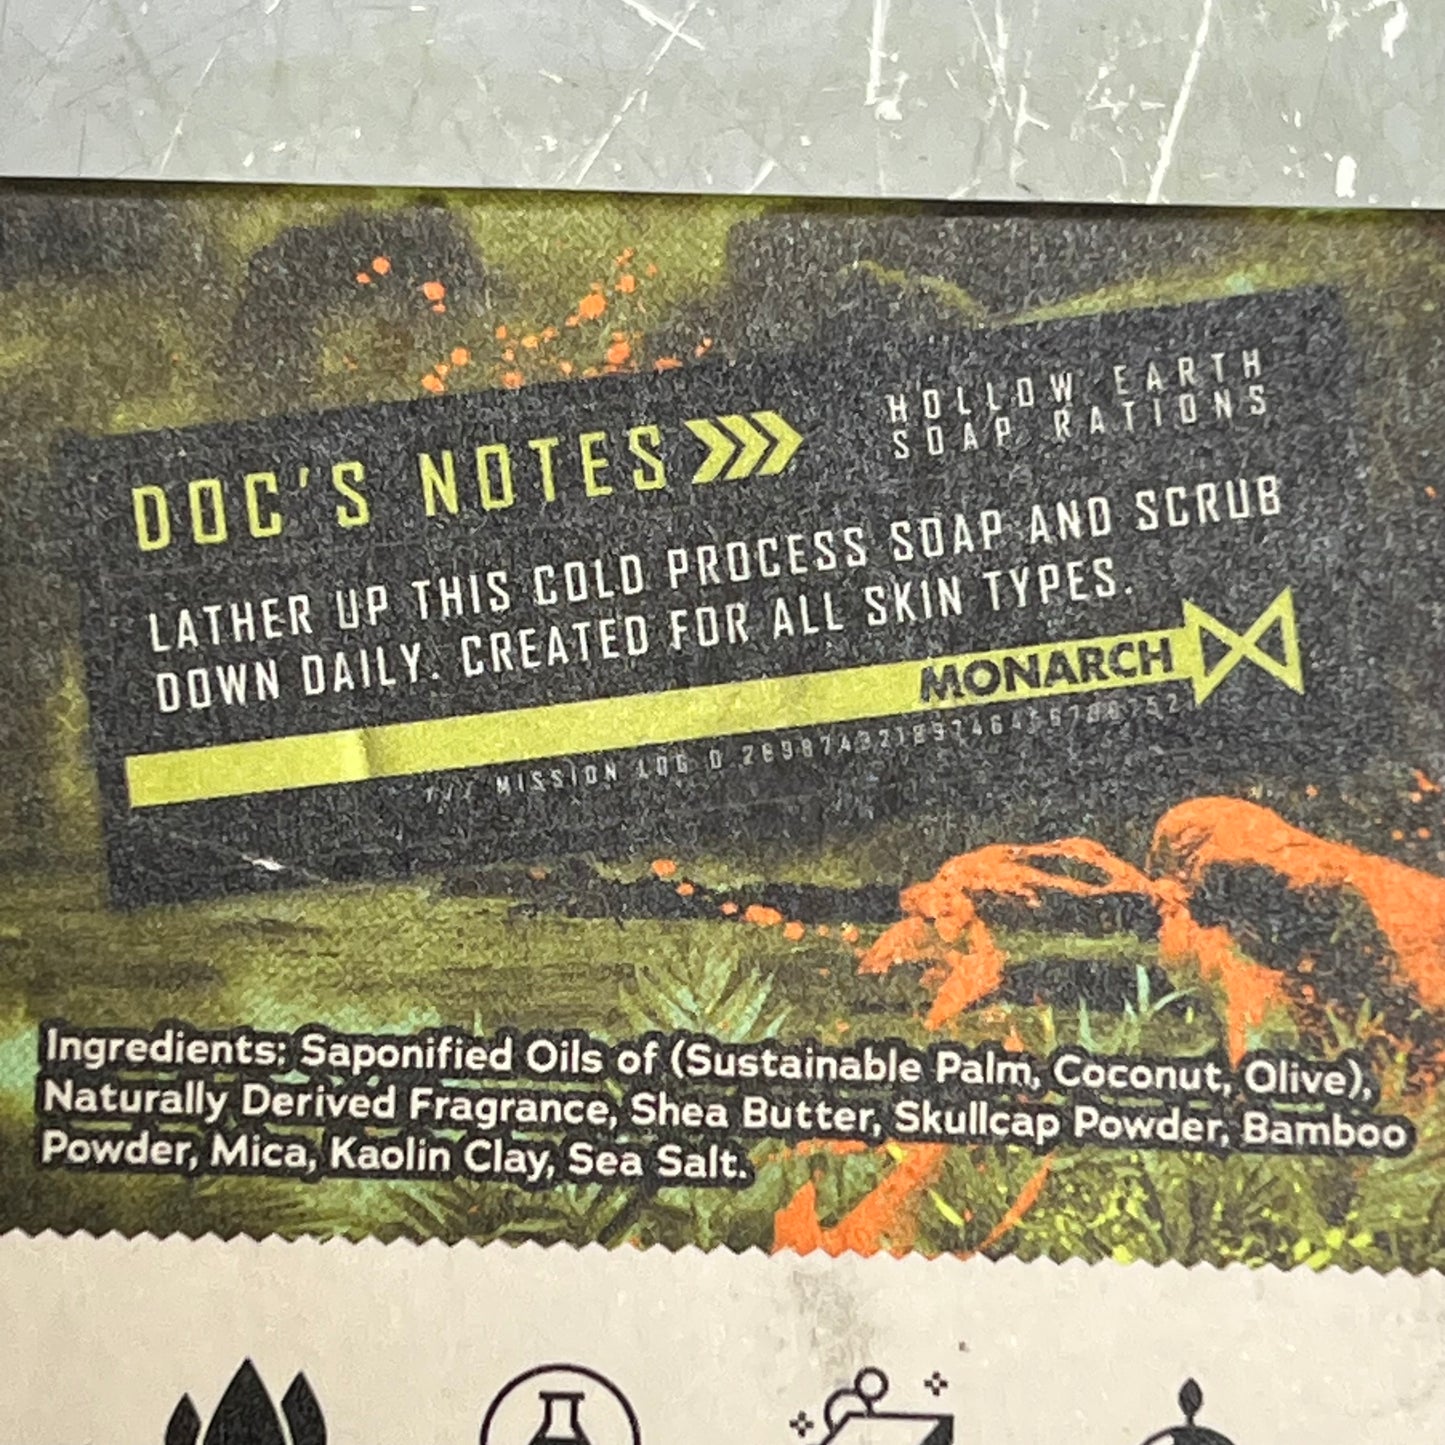 DOC'S NOTES
HOLLOW EARTH
SOAP RATIONS
LATHER UP THIS COLD PROCESS SOAP AND SCRUB
DOWN DAILY. CREATED FOR ALL SKIN TYPES.
MONARCH
MISSION LOG
Ingredients: Saponified Oils of (Sustainable Palm, Coconut, Olive),
Naturally Derived Fragrance, Shea Butter, Skullcap Powder, Bamboo
Powder, Mica, Kaolin Clay, Sea Salt.